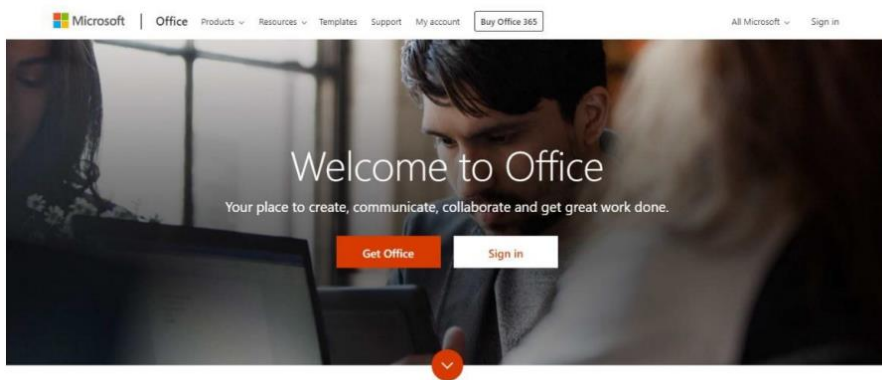 Microsoft Office Products Resources Templates Support My account Buy Office 365 All Microsoft Sign in
Welcome to Office
Your place to create, communicate, collaborate and get great work done.
Get Office Sign in